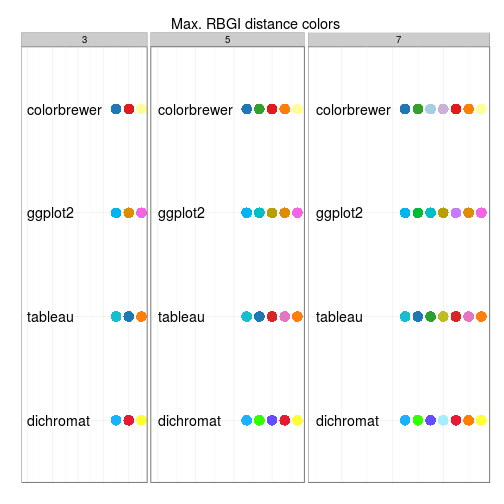 Max. RBGI distance colors
3 5 7
colorbrewer colorbrewer colorbrewer
ggplot2 ggplot2 ggplot2
tableau tableau tableau
dichromat dichromat dichromat